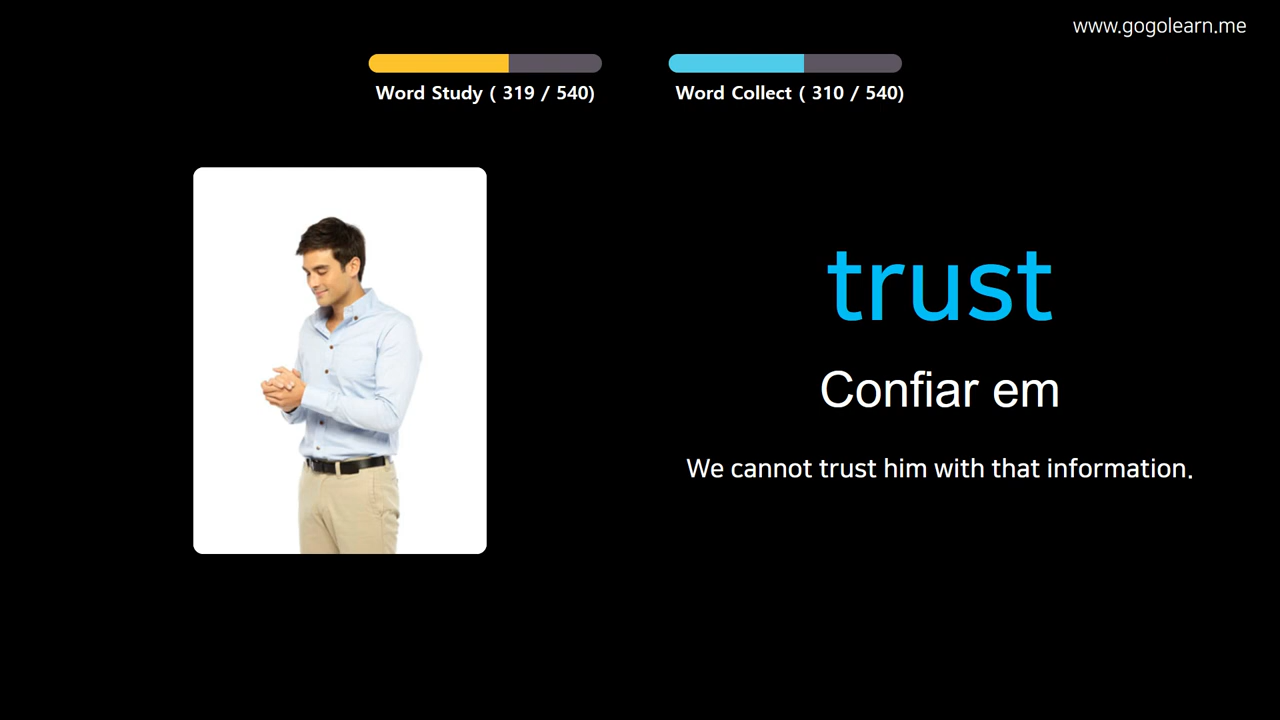 www.gogolearn.me
Word Study ( 319 / 540)
Word Collect ( 310 / 540)
trust
Confiar em
We cannot trust him with that information.